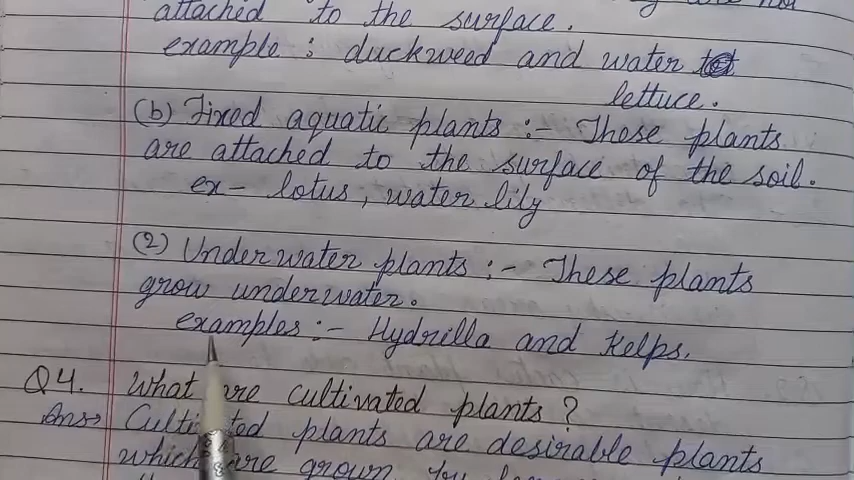 attached to the surface.
example : duckweed and water
lettuce.
(b) Fixed aquatic plants :- These plants
are attached to the surface of the soil.
ex- lotus, water lily
(2) Underwater plants :- These plants
grow underwater.
examples :- Hydrilla and Kelps.
Q4. What are cultivated plants?
Ans→ Cultivated plants are desirable plants
which are grown by